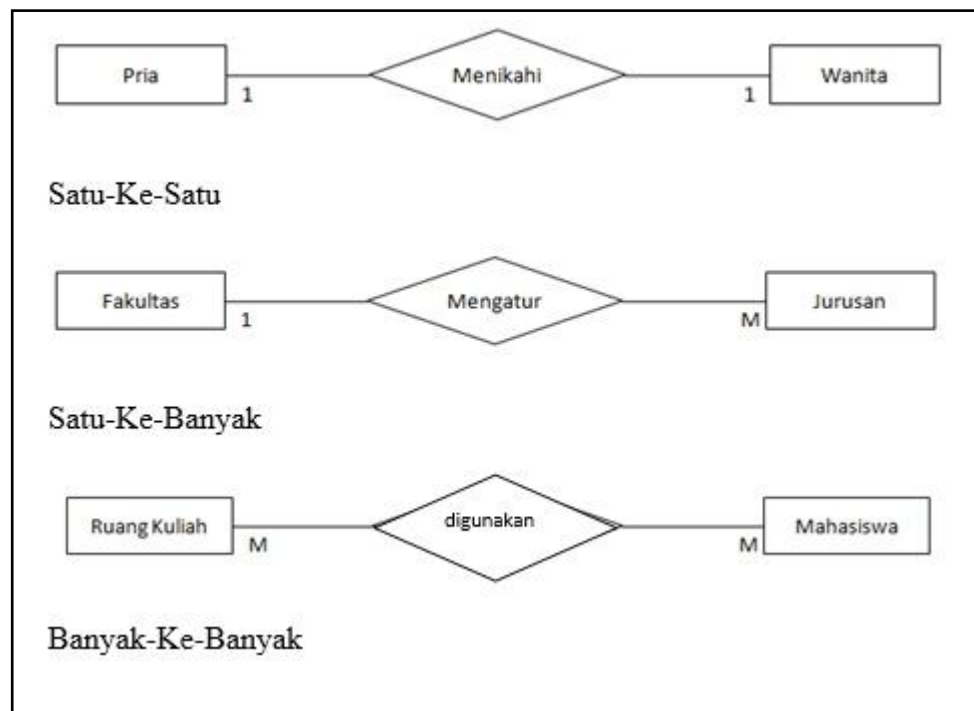 Pria Menikahi Wanita
1 1
Satu-Ke-Satu
Fakultas Mengatur Jurusan
1 M
Satu-Ke-Banyak
Ruang Kuliah digunakan Mahasiswa
M M
Banyak-Ke-Banyak